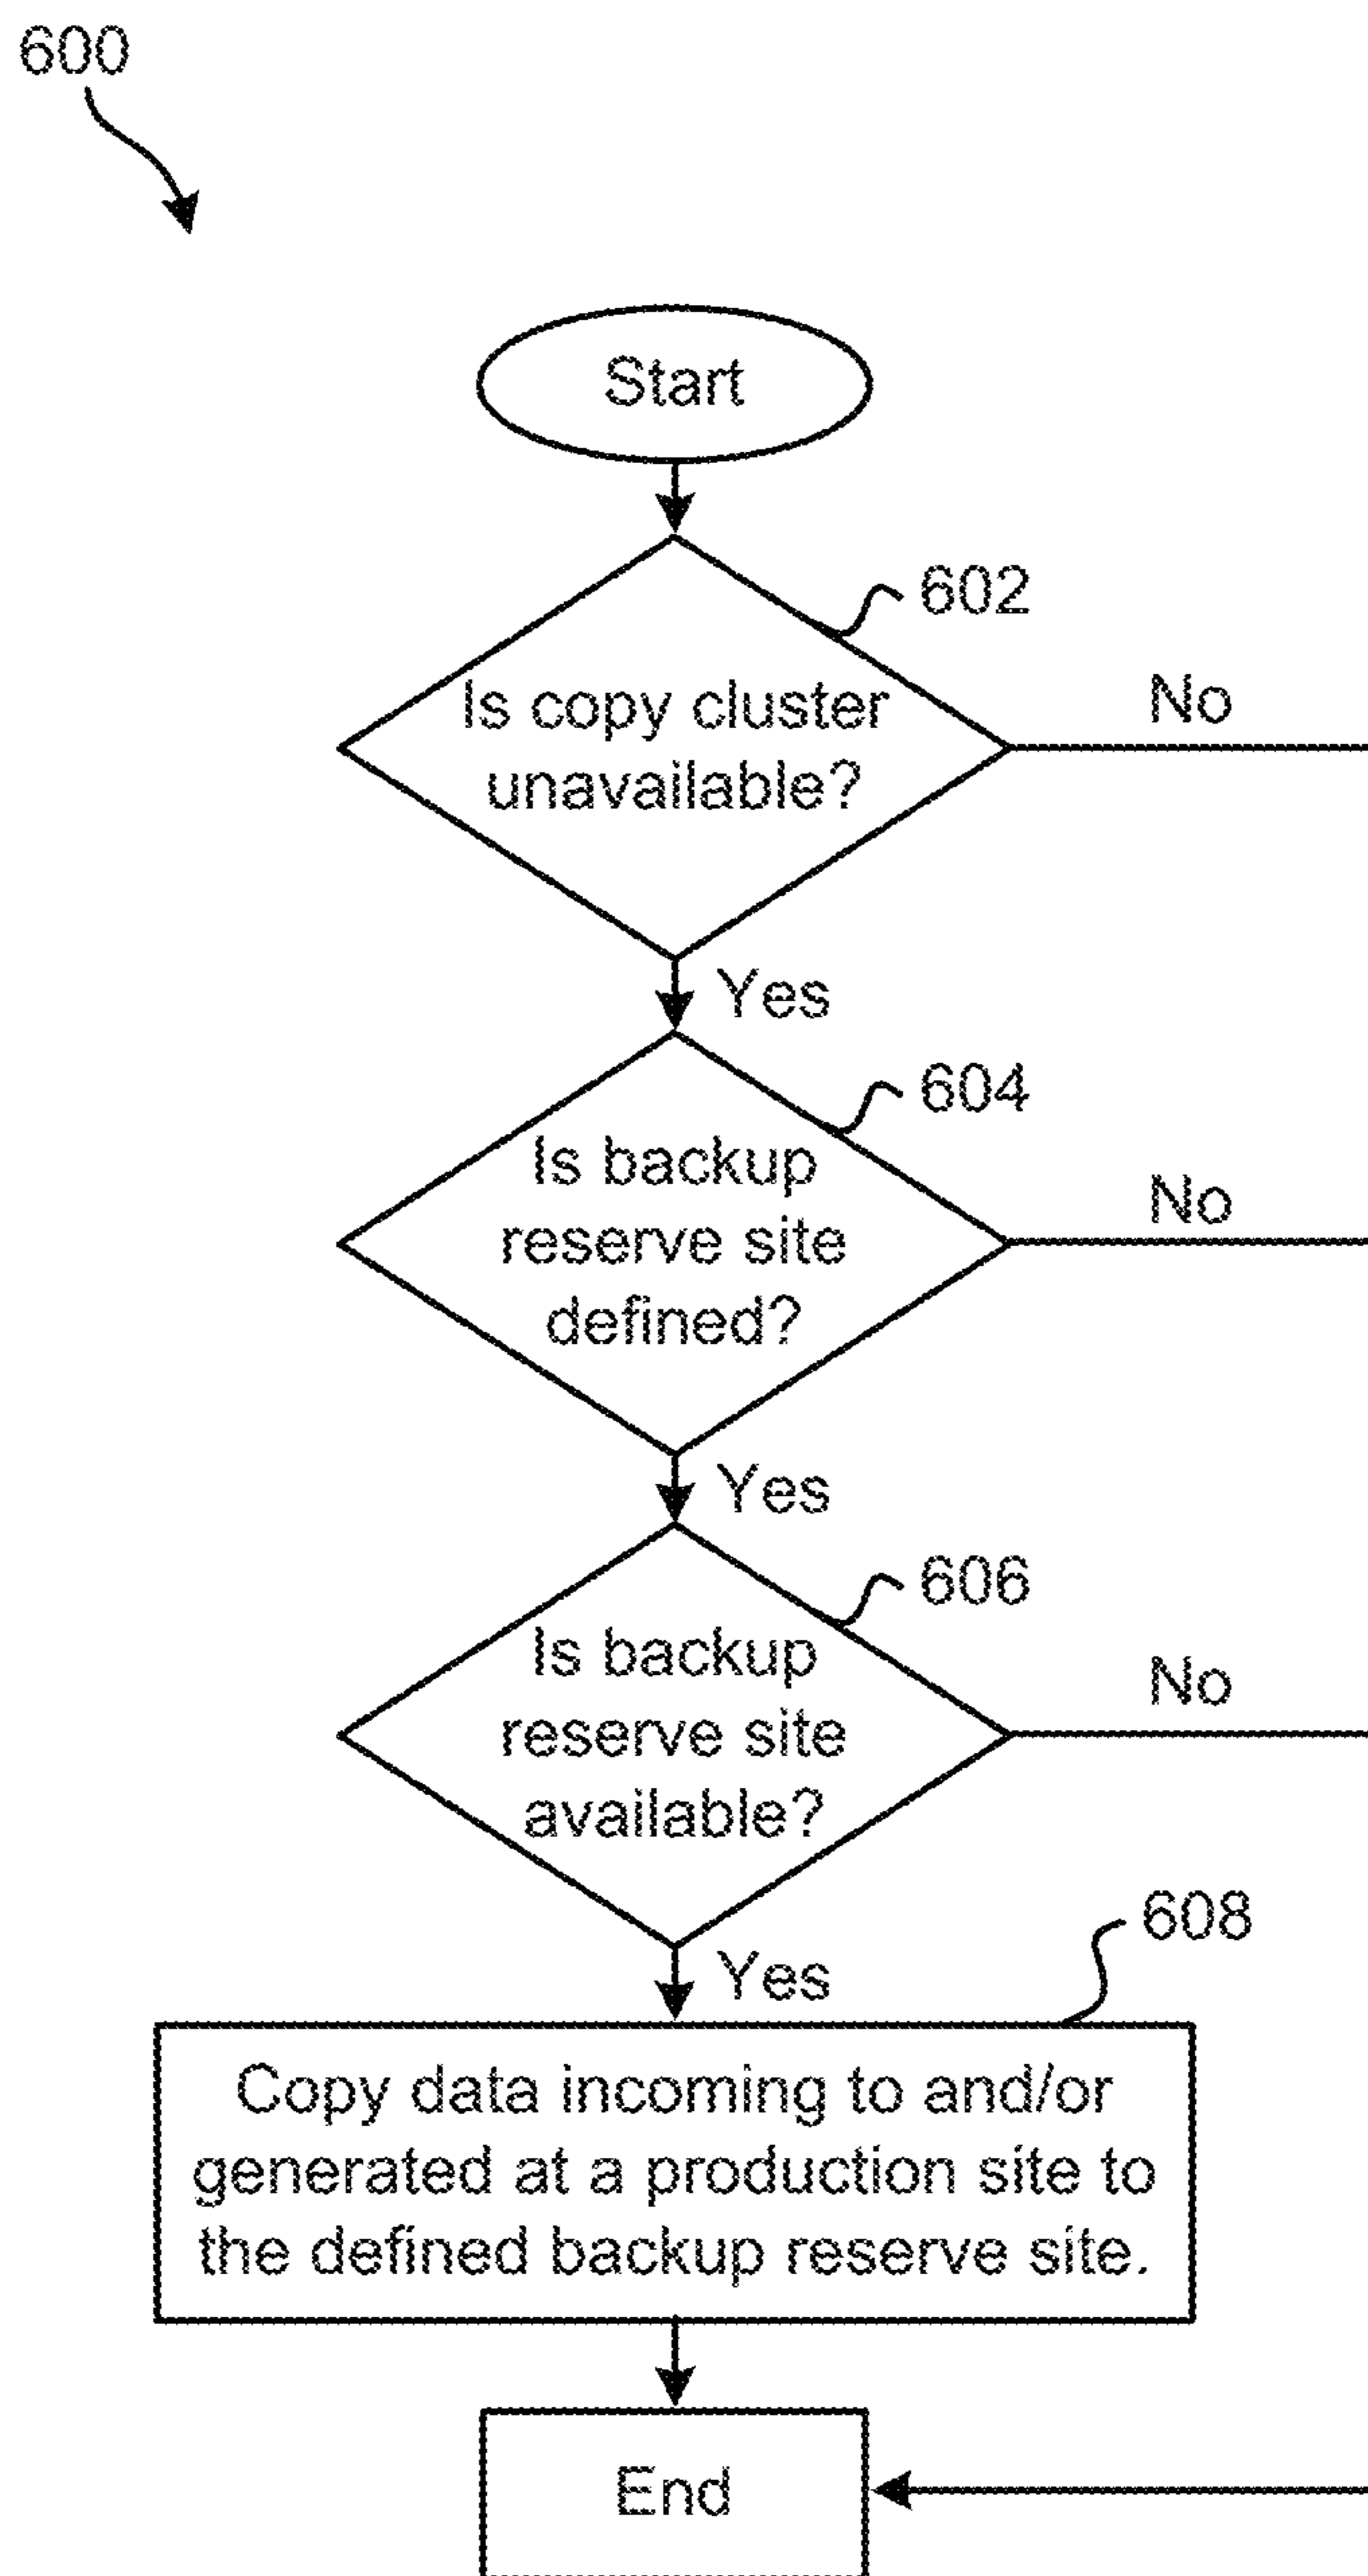 600
Start
602
Is copy cluster
unavailable?
No
Yes
604
Is backup
reserve site
defined?
No
Yes
606
Is backup
reserve site
available?
No
Yes
608
Copy data incoming to and/or
generated at a production site to
the defined backup reserve site.
End